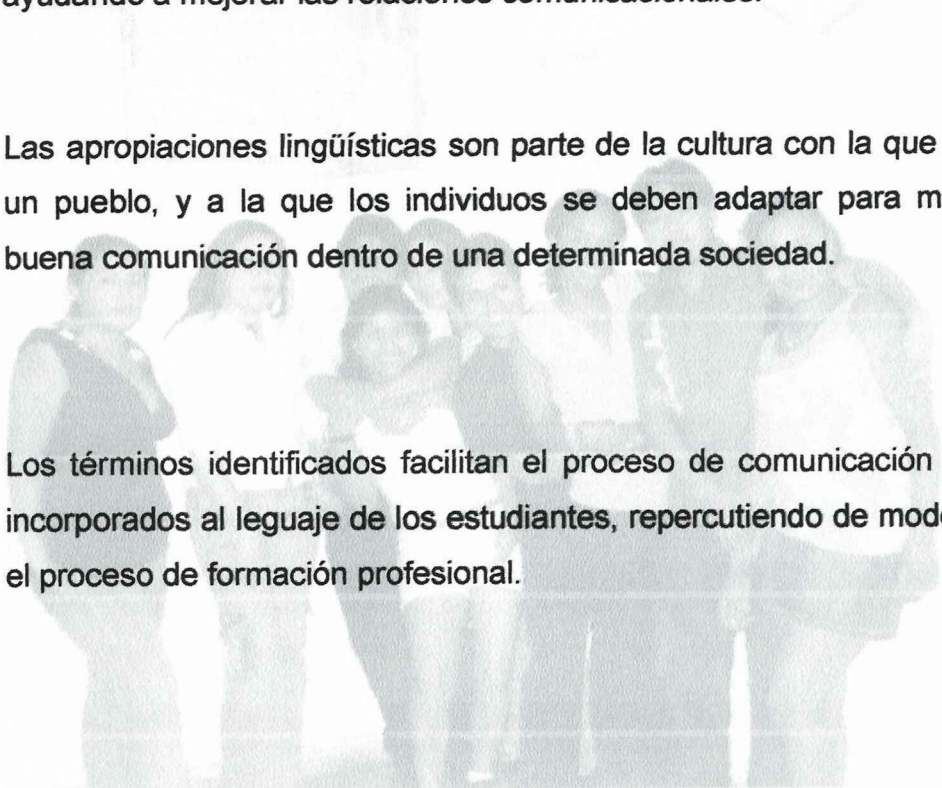 ayudando a mejorar las relaciones comunicacionales.
Las apropiaciones lingüísticas son parte de la cultura con la que
un pueblo, y a la que los individuos se deben adaptar para m
buena comunicación dentro de una determinada sociedad.
Los términos identificados facilitan el proceso de comunicación
incorporados al leguaje de los estudiantes, repercutiendo de mod
el proceso de formación profesional.